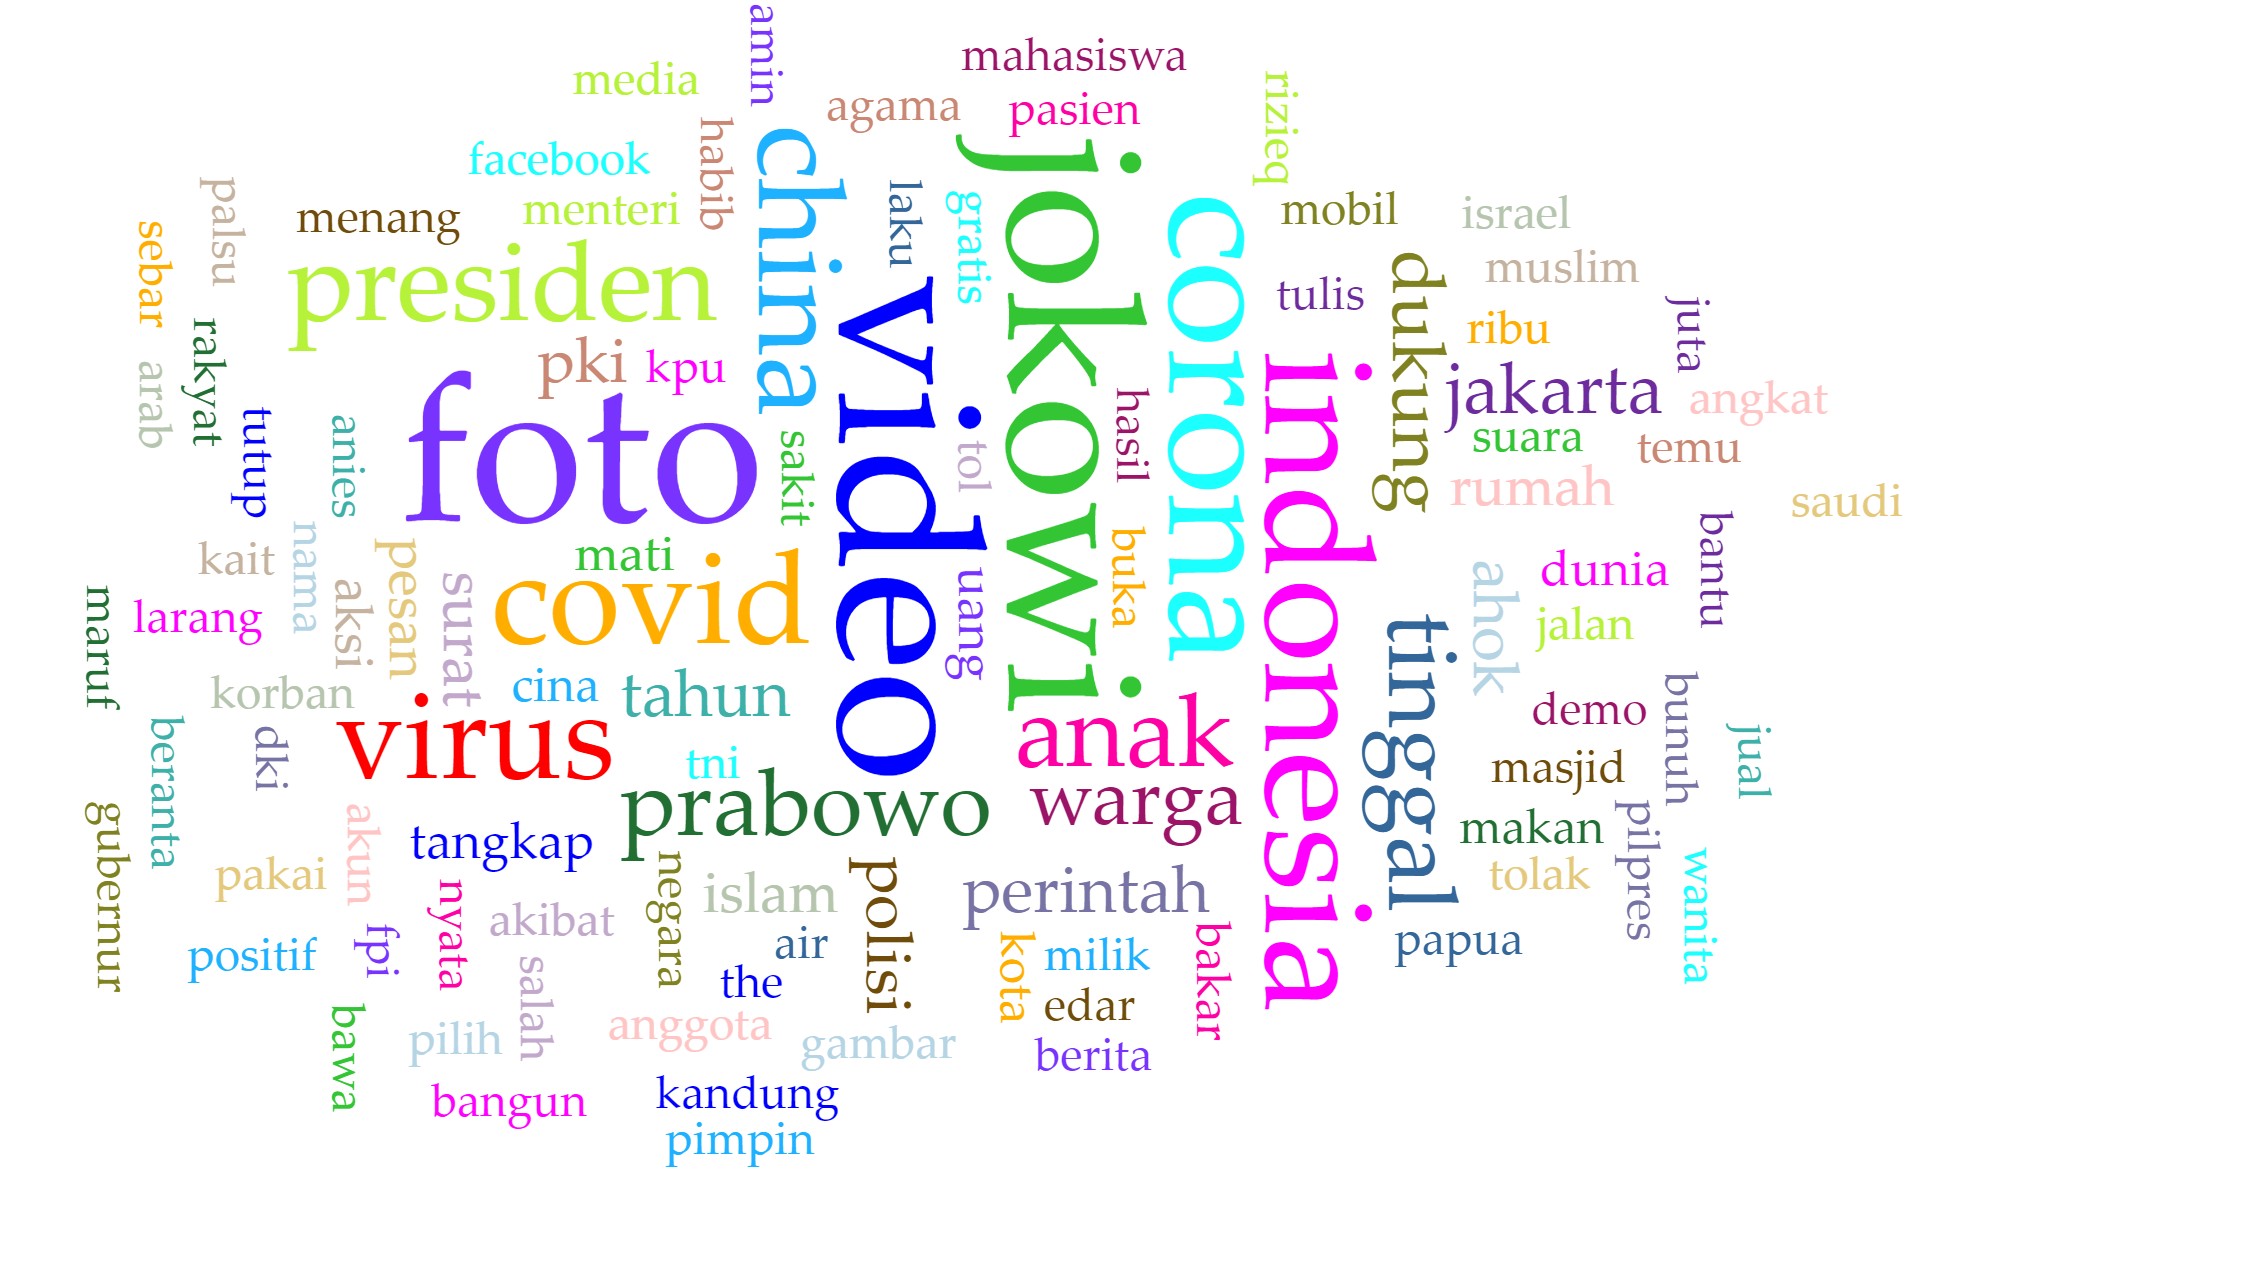 amin
mahasiswa
media
agama
pasien
rizieq
habib
facebook
china
jokowi
palsu
menang
menteri
laku
gratis
corona
mobil
israel
sebar
presiden
video
tulis
dukung
muslim
rakyat
pki
kpu
indonesia
ribu
juta
arab
foto
hasil
jakarta
angkat
tutup
anies
sakit
tol
suara
temu
rumah
saudi
kait
nama
pesan
mati
covid
uang
buka
dunia
bantu
maruf
larang
aksi
surat
ahok
jalan
tinggal
korban
cina
tahun
anak
demo
bunuh
beranta
dki
virus
tni
masjid
jual
prabowo
warga
gubernur
akun
tangkap
makan
pilpres
pakai
nyata
negara
islam
polisi
perintah
tolak
wanita
positif
fpi
akibat
air
kota
milik
bakar
papua
salah
the
edar
bawa
pilih
anggota
gambar
berita
bangun
kandung
pimpin